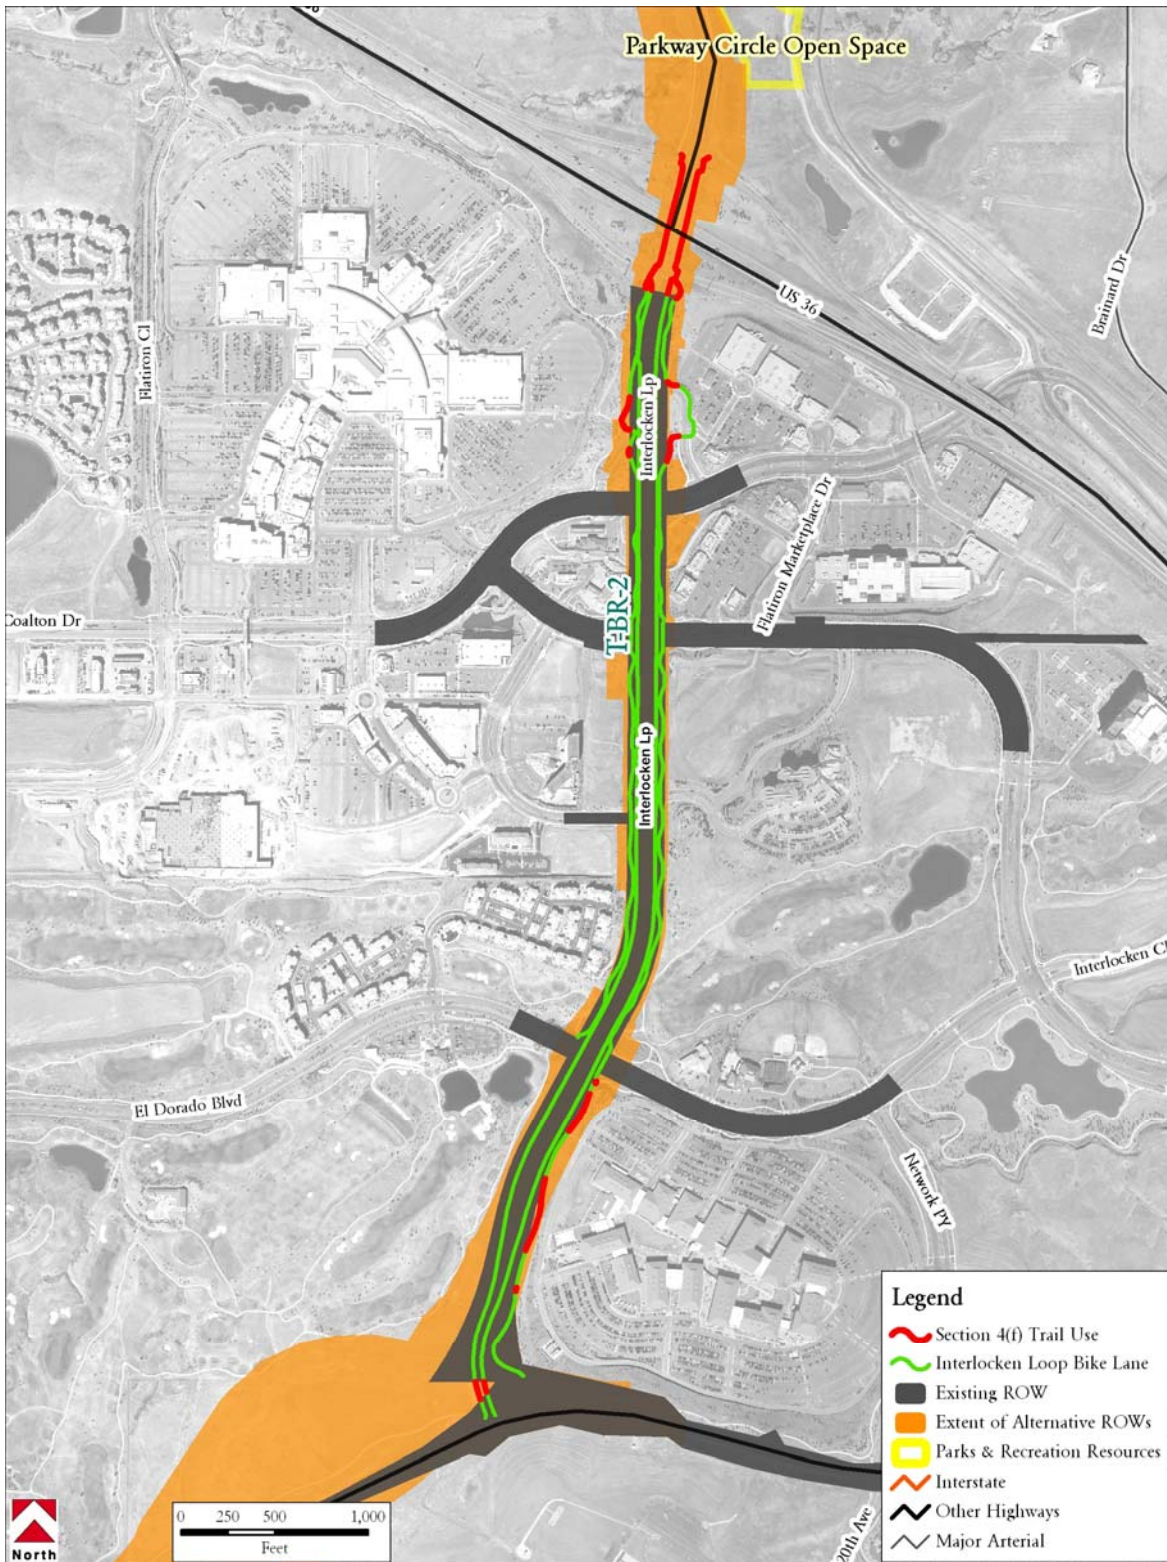 36
Parkway Circle Open Space
US 36
Brainard Dr
Flatiron Cl
Interlocken Lp
Flatiron Marketplace Dr
T-BR-2
Coalton Dr
Interlocken Lp
Interlocken Cl
El Dorado Blvd
Network PY
Legend
Section 4(f) Trail Use
Interlocken Loop Bike Lane
Existing ROW
Extent of Alternative ROWs
Parks & Recreation Resources
Interstate
Other Highways
Major Arterial
0 250 500 1,000
Feet
North
20th Ave